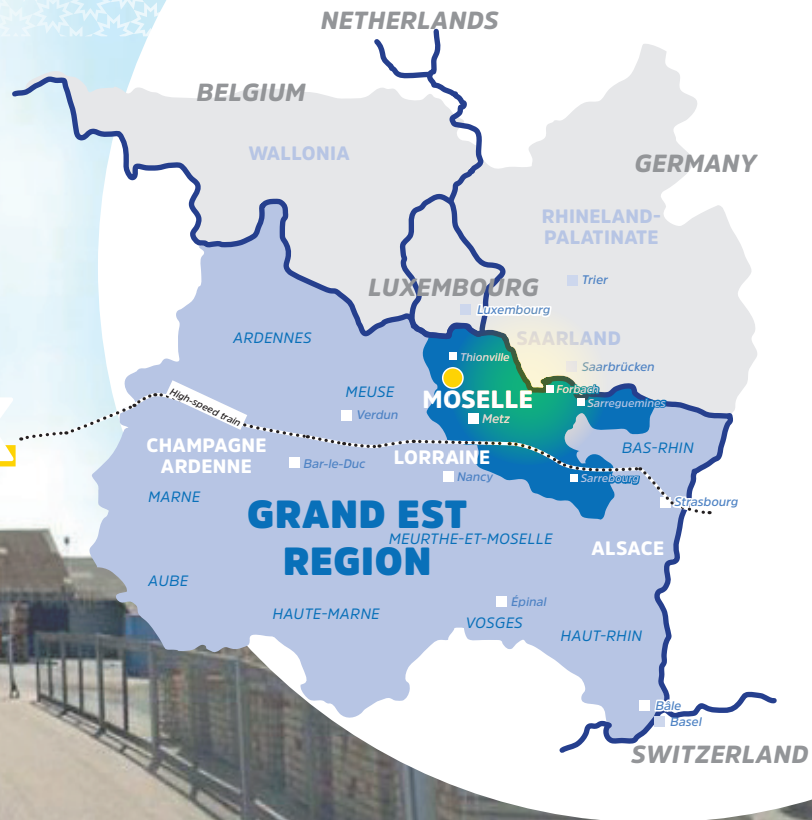 NETHERLANDS
BELGIUM
WALLONIA
GERMANY
RHINELAND-
PALATINATE
Trier
LUXEMBOURG
Luxembourg
SAARLAND
ARDENNES
Thionville
Saarbrücken
MEUSE
Forbach
High-speed train
MOSELLE
Sarreguemines
Verdun
Metz
CHAMPAGNE
ARDENNE
LORRAINE
BAS-RHIN
Bar-le-Duc
Nancy
Sarrebourg
MARNE
Strasbourg
GRAND EST
REGION
MEURTHE-ET-MOSELLE
ALSACE
AUBE
Épinal
HAUTE-MARNE
VOSGES
HAUT-RHIN
Bâle
Basel
SWITZERLAND